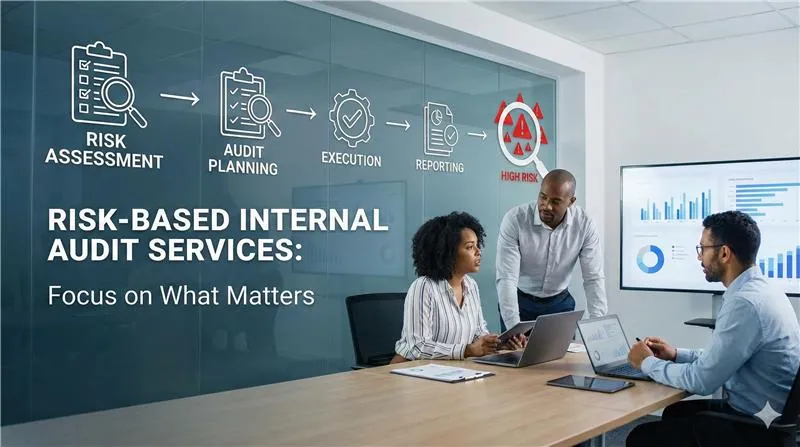 RISK
ASSESSMENT
AUDIT
PLANNING
EXECUTION
REPORTING
HIGH RISK
RISK-BASED INTERNAL
AUDIT SERVICES:
Focus on What Matters